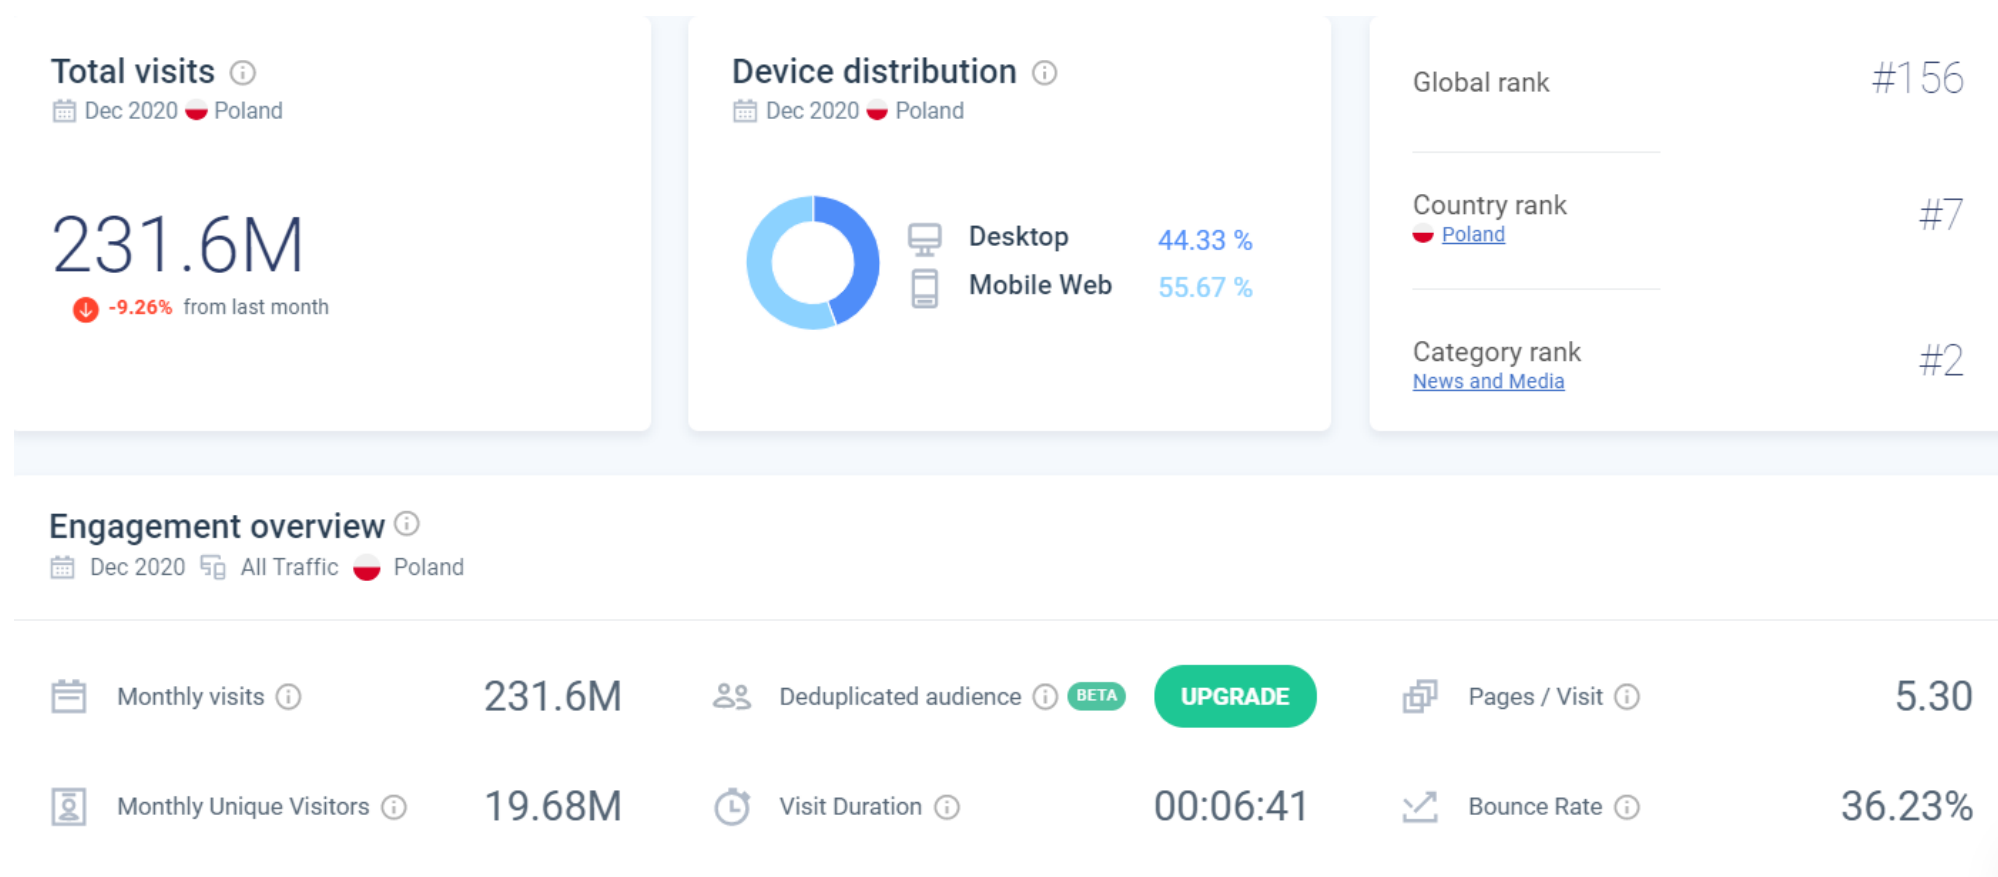 Total visits
Dec 2020 Poland
231.6M
-9.26% from last month
Device distribution
Dec 2020 Poland
Desktop 44.33 %
Mobile Web 55.67 %
Global rank #156
Country rank #7
Poland
Category rank #2
News and Media
Engagement overview
Dec 2020 All Traffic Poland
Monthly visits 231.6M
Deduplicated audience BETA UPGRADE
Pages / Visit 5.30
Monthly Unique Visitors 19.68M
Visit Duration 00:06:41
Bounce Rate 36.23%